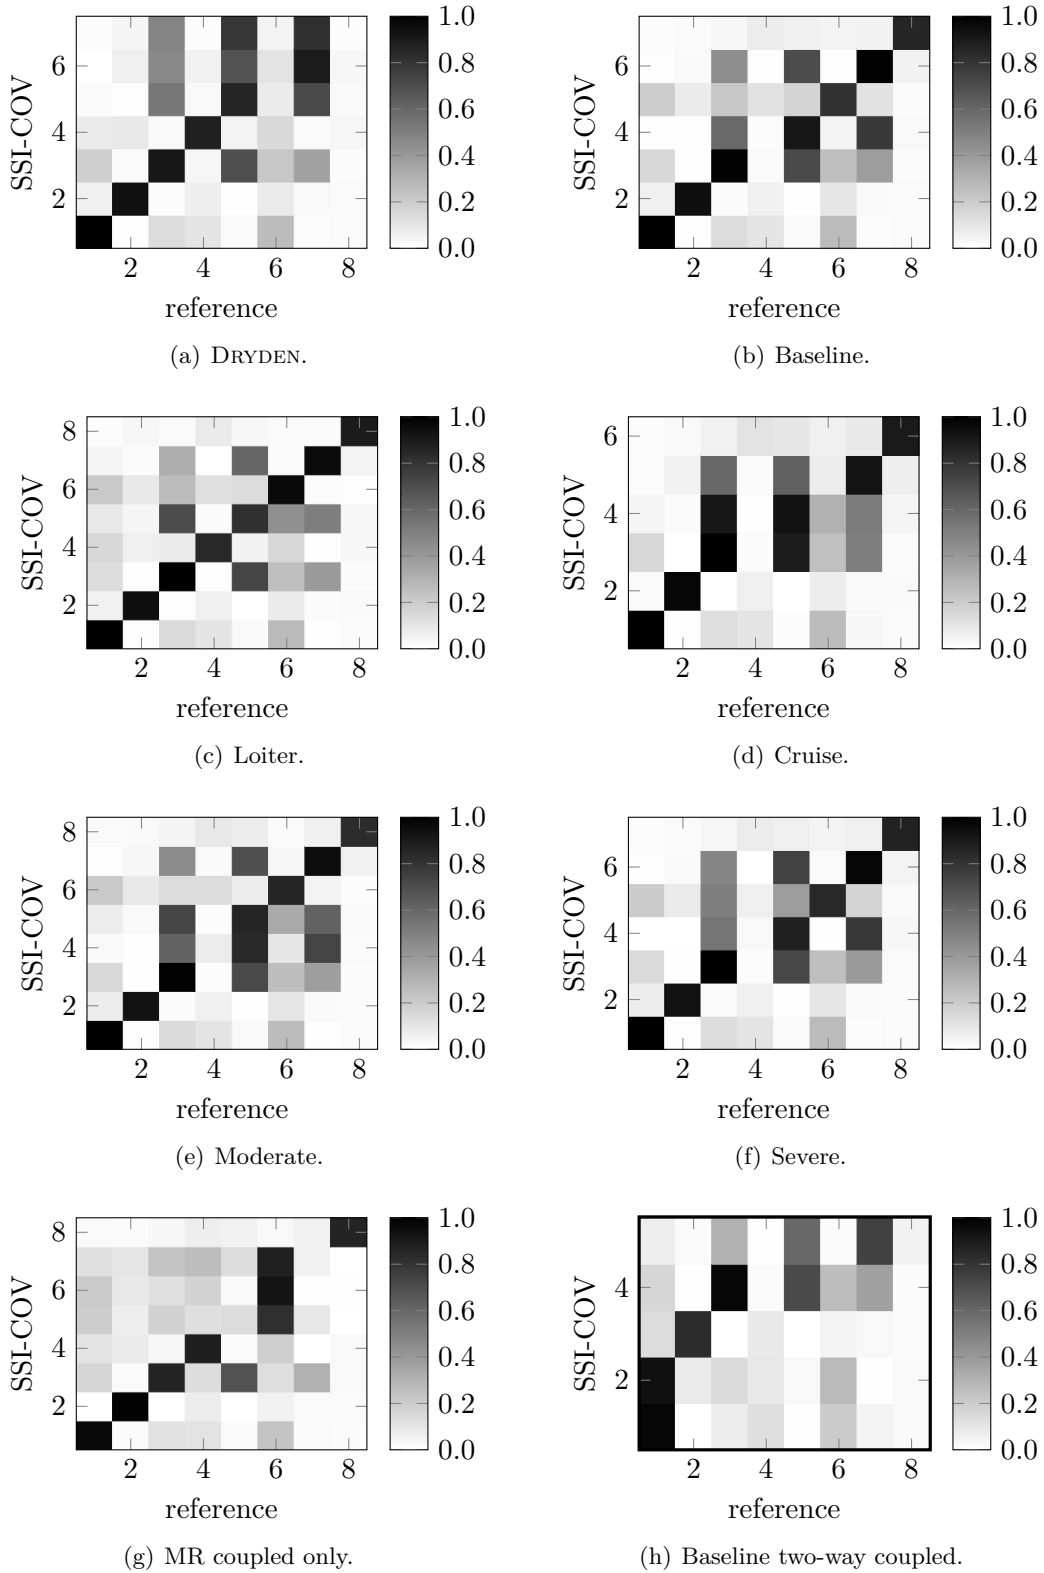 1.0
0.8
0.6
0.4
0.2
0.0
6
4
2
SSI-COV
2 4 6 8
reference
(a) DRYDEN.
1.0
0.8
0.6
0.4
0.2
0.0
6
4
2
SSI-COV
2 4 6 8
reference
(b) Baseline.
1.0
0.8
0.6
0.4
0.2
0.0
8
6
4
2
SSI-COV
2 4 6 8
reference
(c) Loiter.
1.0
0.8
0.6
0.4
0.2
0.0
6
4
2
SSI-COV
2 4 6 8
reference
(d) Cruise.
1.0
0.8
0.6
0.4
0.2
0.0
8
6
4
2
SSI-COV
2 4 6 8
reference
(e) Moderate.
1.0
0.8
0.6
0.4
0.2
0.0
6
4
2
SSI-COV
2 4 6 8
reference
(f) Severe.
1.0
0.8
0.6
0.4
0.2
0.0
8
6
4
2
SSI-COV
2 4 6 8
reference
(g) MR coupled only.
1.0
0.8
0.6
0.4
0.2
0.0
4
2
SSI-COV
2 4 6 8
reference
(h) Baseline two-way coupled.